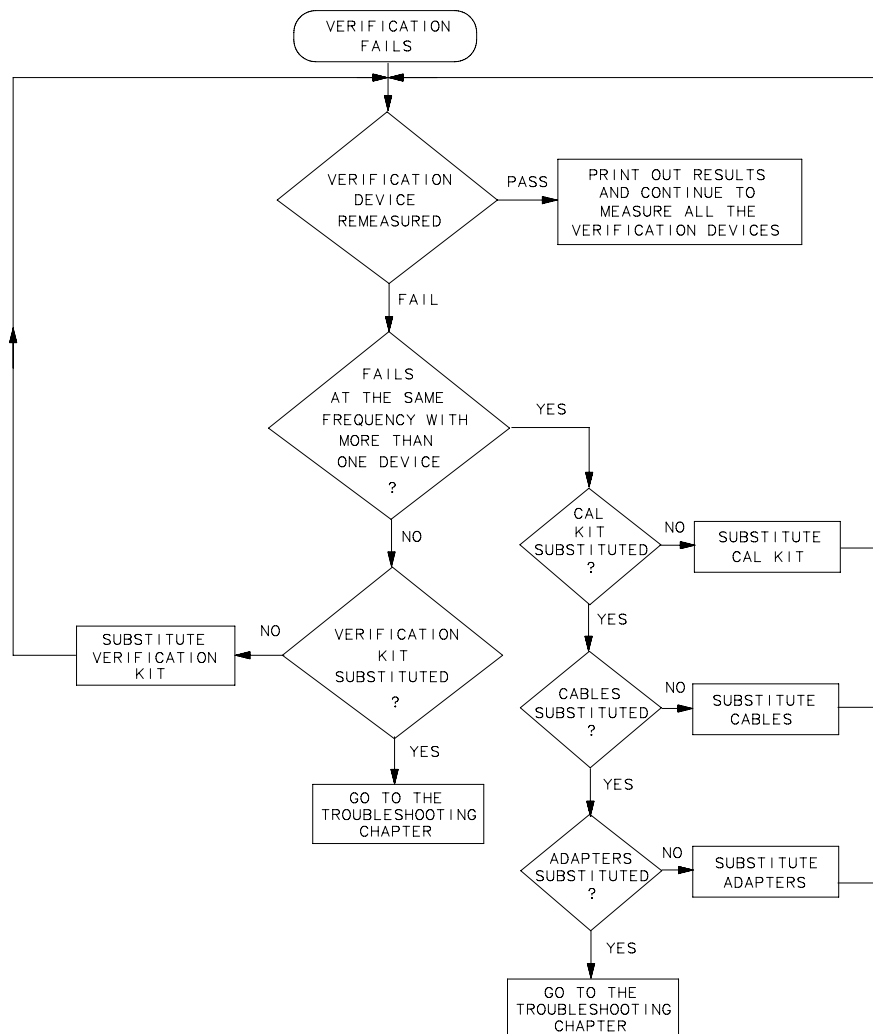 VERIFICATION
FAILS
VERIFICATION
DEVICE
REMEASURED
PASS
PRINT OUT RESULTS
AND CONTINUE TO
MEASURE ALL THE
VERIFICATION DEVICES
FAIL
FAILS
AT THE SAME
FREQUENCY WITH
MORE THAN
ONE DEVICE
?
YES
CAL
KIT
SUBSTITUTED
?
NO
SUBSTITUTE
CAL KIT
NO
VERIFICATION
KIT
SUBSTITUTED
?
NO
SUBSTITUTE
VERIFICATION
KIT
YES
CABLES
SUBSTITUTED
?
NO
SUBSTITUTE
CABLES
YES
GO TO THE
TROUBLESHOOTING
CHAPTER
YES
ADAPTERS
SUBSTITUTED
?
NO
SUBSTITUTE
ADAPTERS
YES
GO TO THE
TROUBLESHOOTING
CHAPTER